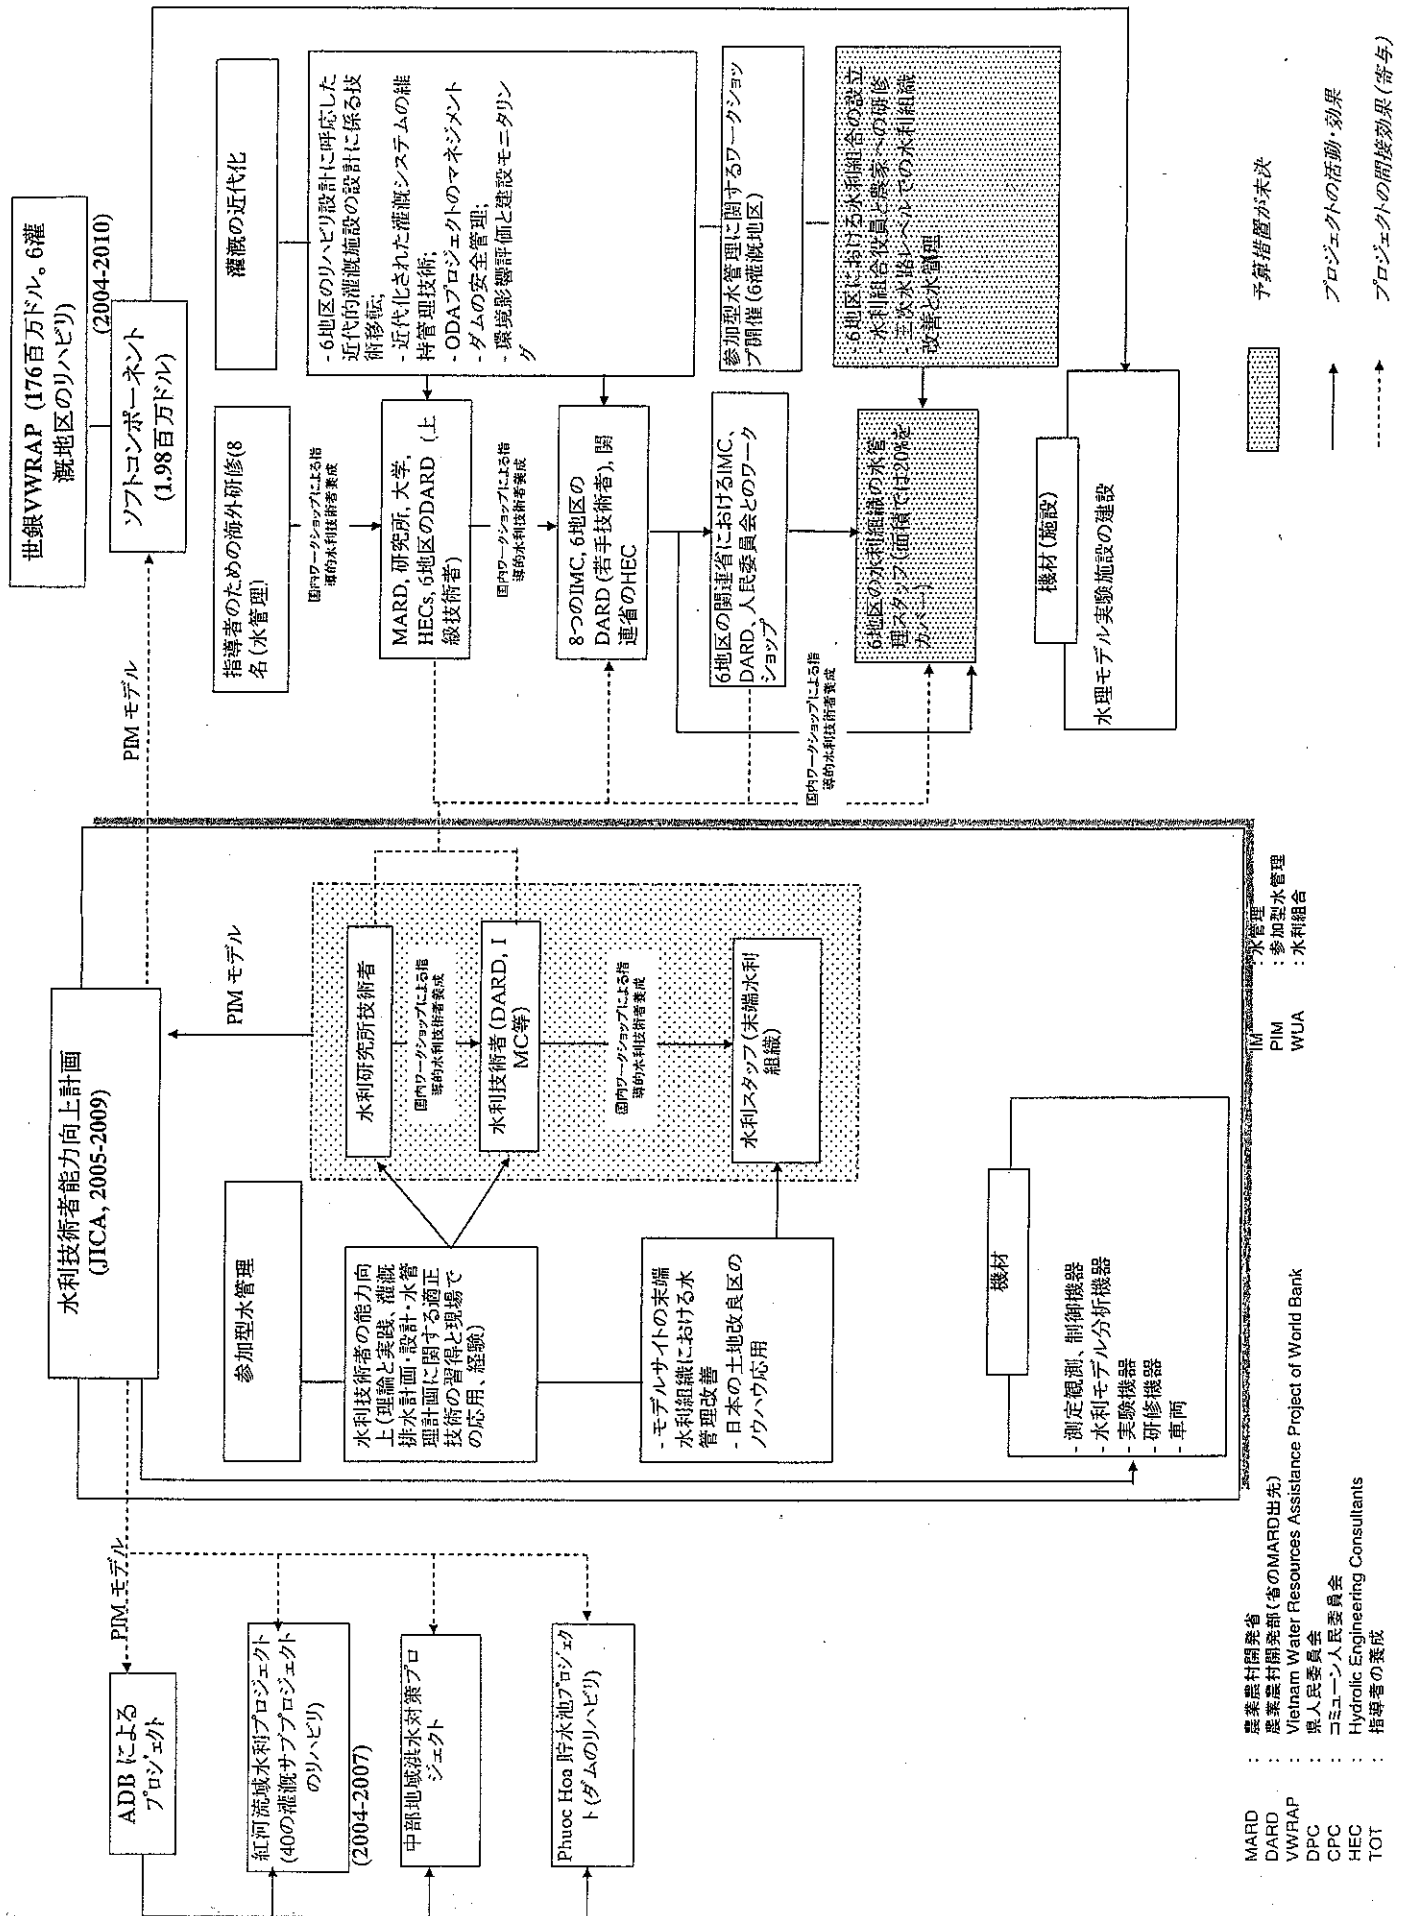 ADB による
プロジェクト
PIM モデル
紅河流域水利プロジェクト
(40の灌漑サブプロジェクト
のリハビリ)
(2004-2007)
中部地域洪水対策プロ
ジェクト
Phuoc Hoa 貯水池プロジェク
ト(ダムのリハビリ)
水利技術者能力向上計画
(JICA, 2005-2009)
PIM モデル
参加型水管理
水利技術者の能力向
上 (理論と実践、灌漑
排水計画・設計・水管
理計画に関する適正
技術の習得と現場で
の応用、経験)
- モデルサイトの末端
水利組織における水
管理改善
- 日本の土地改良区の
ノウハウ応用
水利研究所技術者
国内ワークショップによる指
導的水利技術者養成
水利技術者 (DARD, I
MC等)
国内ワークショップによる指
導的水利技術者養成
水利スタッフ (末端水利
組織)
機材
- 測定観測、制御機器
- 水利モデル分析機器
- 実験機器
- 研修機器
- 車両
PIM モデル
世銀VWRAP (176百万ドル。6灌
漑地区のリハビリ)
(2004-2010)
ソフトコンポーネント
(1.98百万ドル)
指導者のための海外研修(8
名 (水管理)
国内ワークショップによる指
導的水利技術者養成
MARD, 研究所, 大学,
HECs, 6地区のDARD (上
級技術者)
国内ワークショップによる指
導的水利技術者養成
8つのIMC, 6地区の
DARD (若手技術者), 関
連省のHEC
6地区の関連省におけるIMC、
DARD、人民委員会とのワーク
ショップ
国内ワークショップによる指
導的水利技術者養成
6地区の水利組織の水管
理スタッフ (面積では20%を
カバー)
灌漑の近代化
- 6地区のリハビリ設計に呼応した
近代的灌漑施設の設計に係る技
術移転;
- 近代化された灌漑システムの維
持管理技術;
- ODAプロジェクトのマネジメント
- ダムの安全管理;
- 環境影響評価と建設モニタリン
グ
参加型水管理に関するワークショッ
プ開催 (6灌漑地区)
- 6地区における水利組合の設立
- 水利組合役員と農家への研修
- 三次水路レベルでの水利組織
改善と水管理
機材 (施設)
水理モデル実験施設の建設
予算措置が未決
プロジェクトの活動・効果
プロジェクトの間接効果 (寄与)
MARD : 農業農村開発省
DARD : 農業農村開発部 (省のMARD出先)
VWRAP : Vietnam Water Resources Assistance Project of World Bank
DPC : 県人民委員会
CPC : コミューン人民委員会
HEC : Hydrolic Engineering Consultants
TOT : 指導者の養成
IM : 水管理
PIM : 参加型水管理
WUA : 水利組合